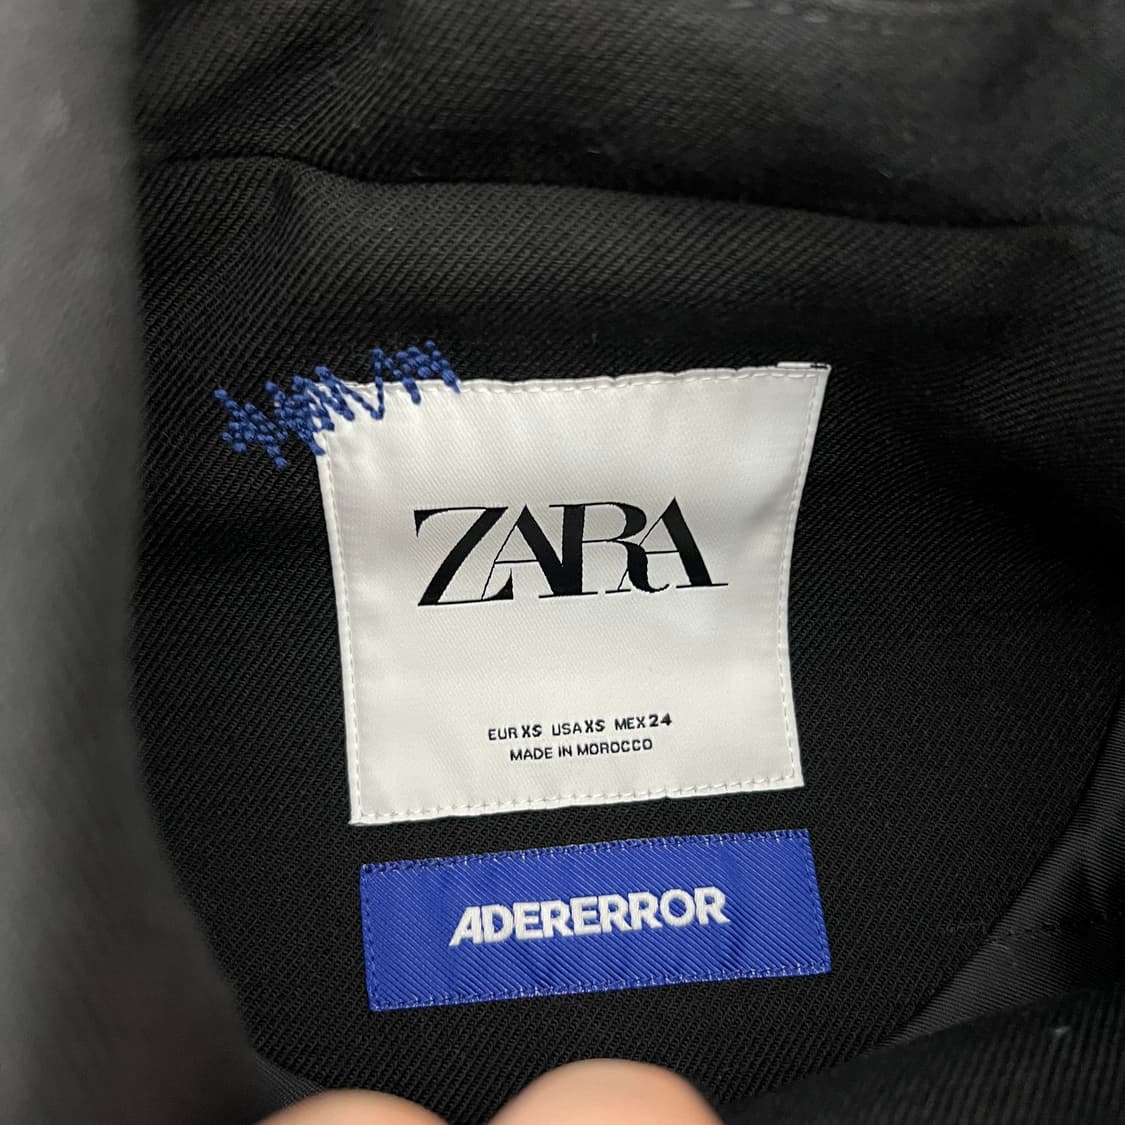 ZARA
EUR XS USA XS MEX 24
MADE IN MOROCCO
ADERERROR